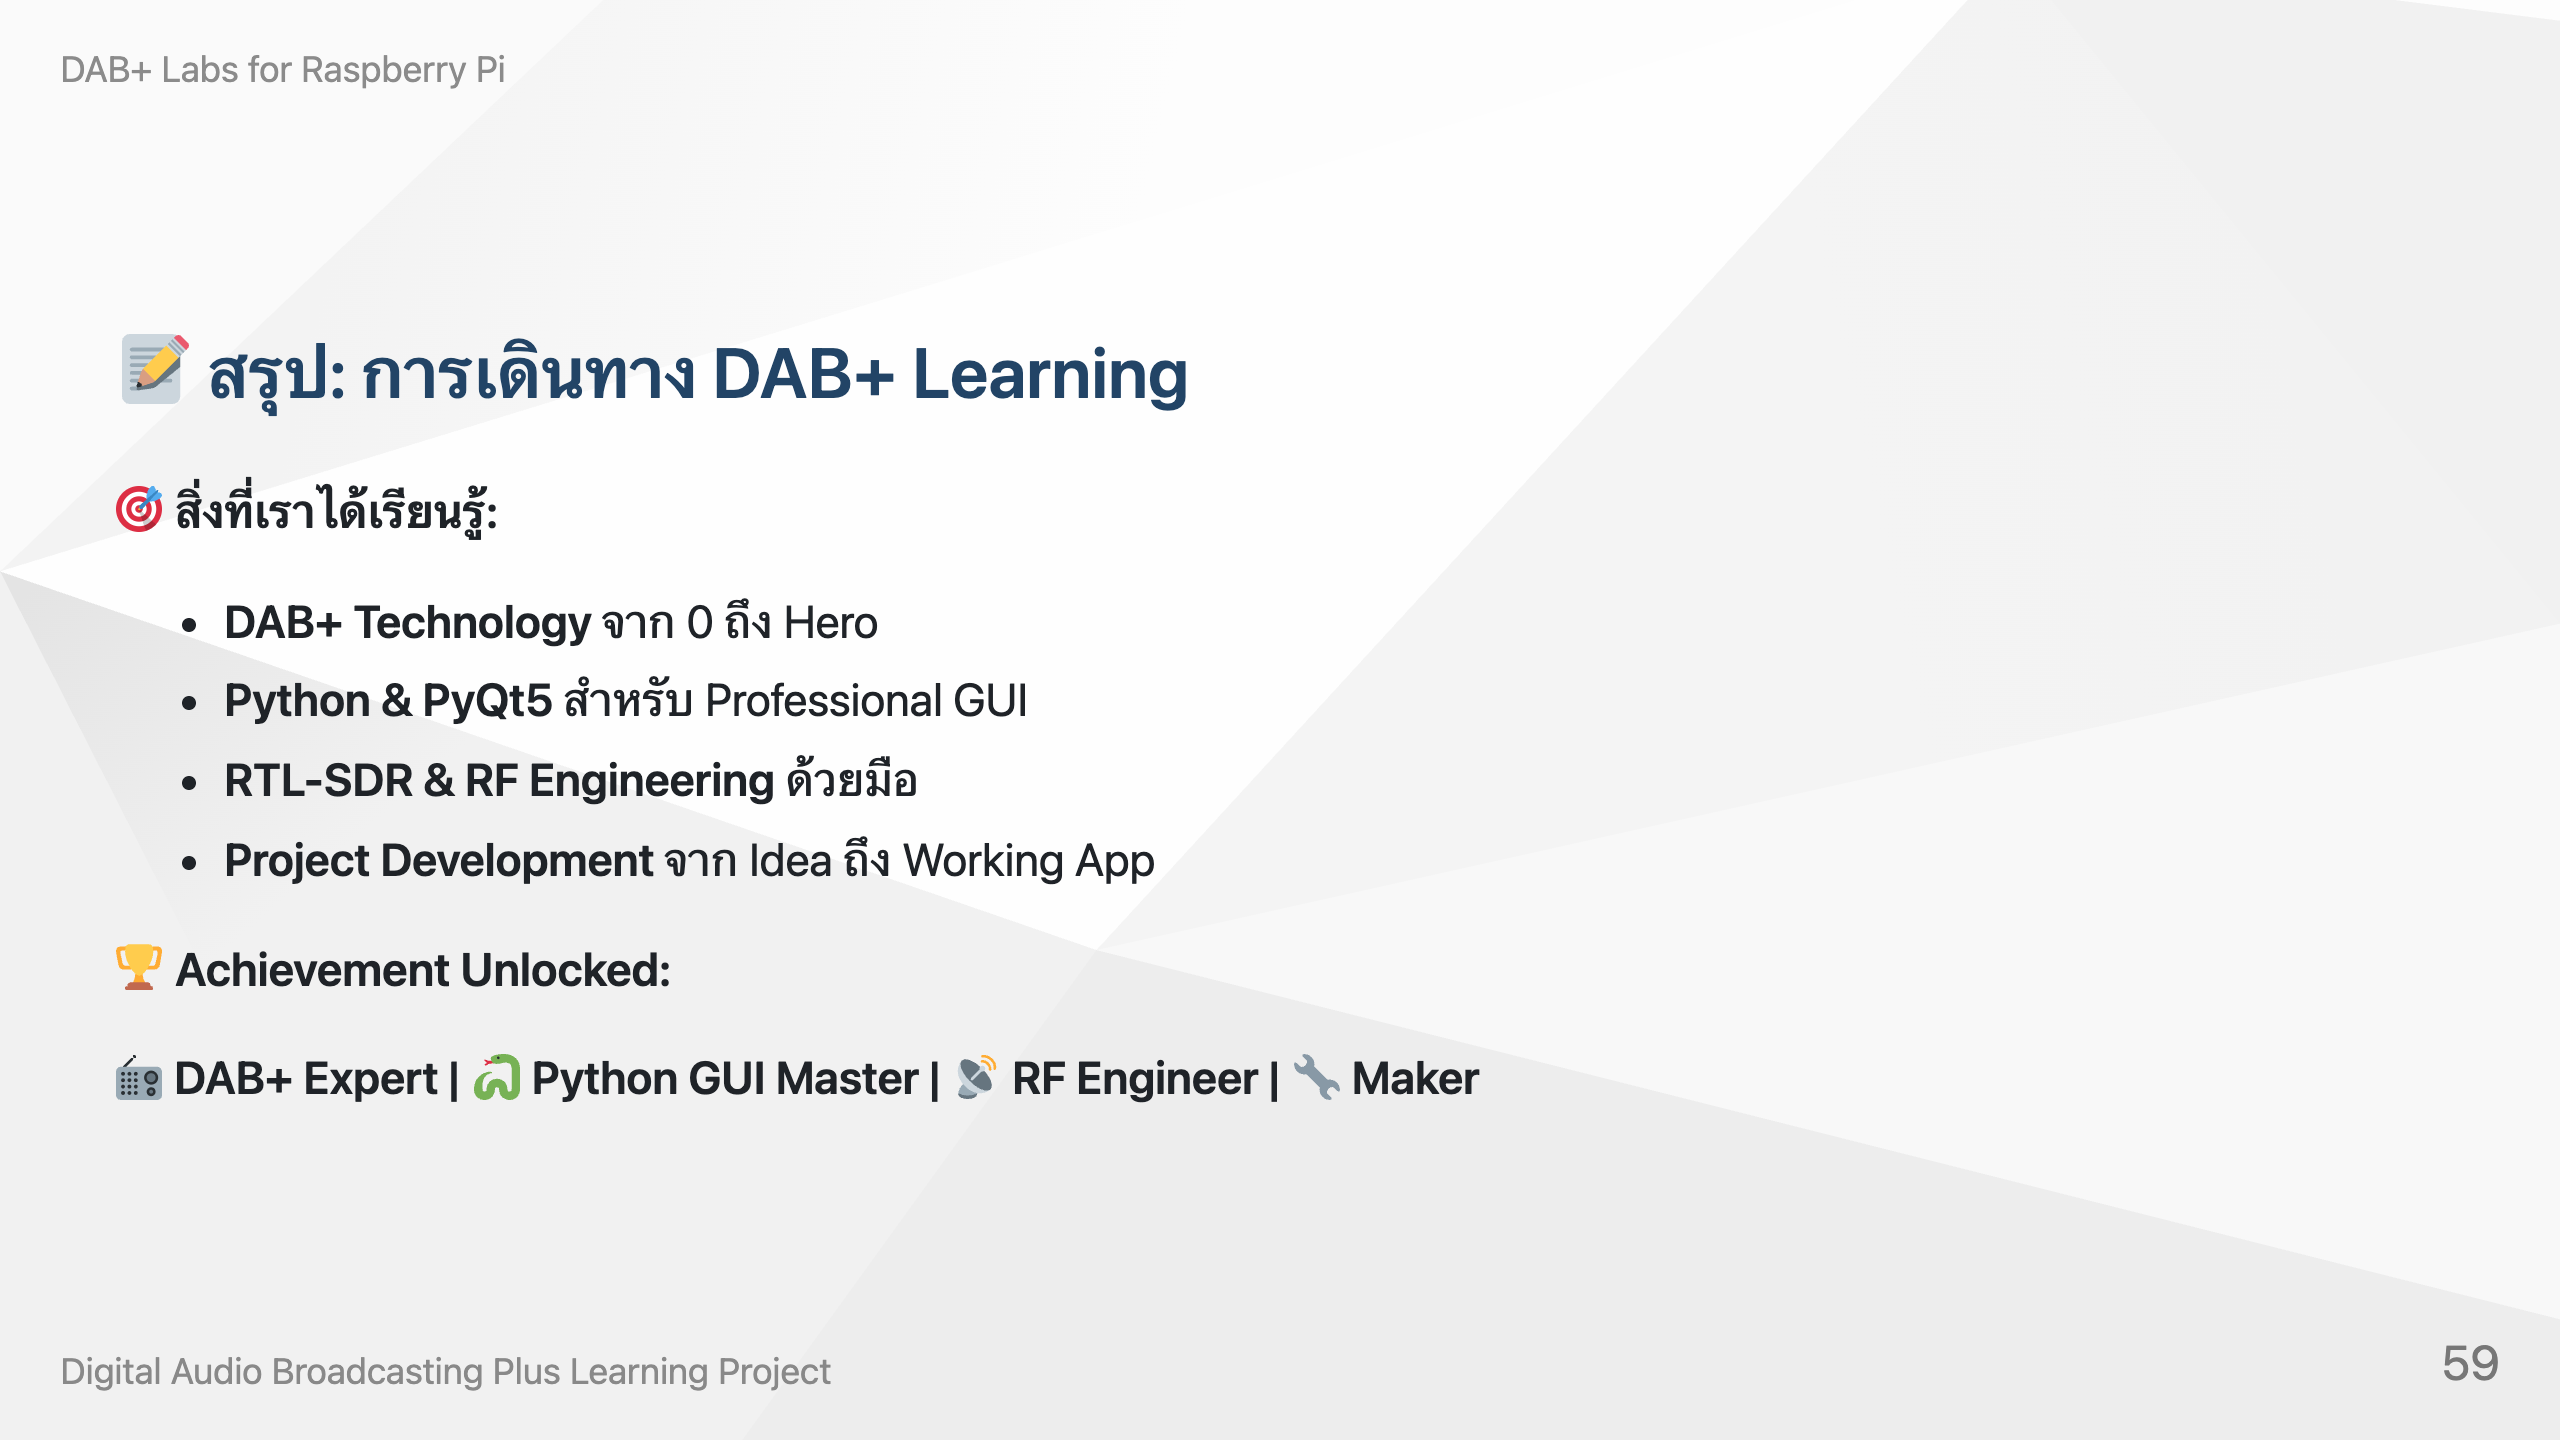 DAB+ Labs for Raspberry Pi
📝 สรุป: การเดินทาง DAB+ Learning
🎯 สิ่งที่เราได้เรียนรู้:
• DAB+ Technology จาก 0 ถึง Hero
• Python & PyQt5 สำหรับ Professional GUI
• RTL-SDR & RF Engineering ด้วยมือ
• Project Development จาก Idea ถึง Working App
🏆 Achievement Unlocked:
📻 DAB+ Expert | 🐍 Python GUI Master | 📡 RF Engineer | 🔧 Maker
Digital Audio Broadcasting Plus Learning Project
59